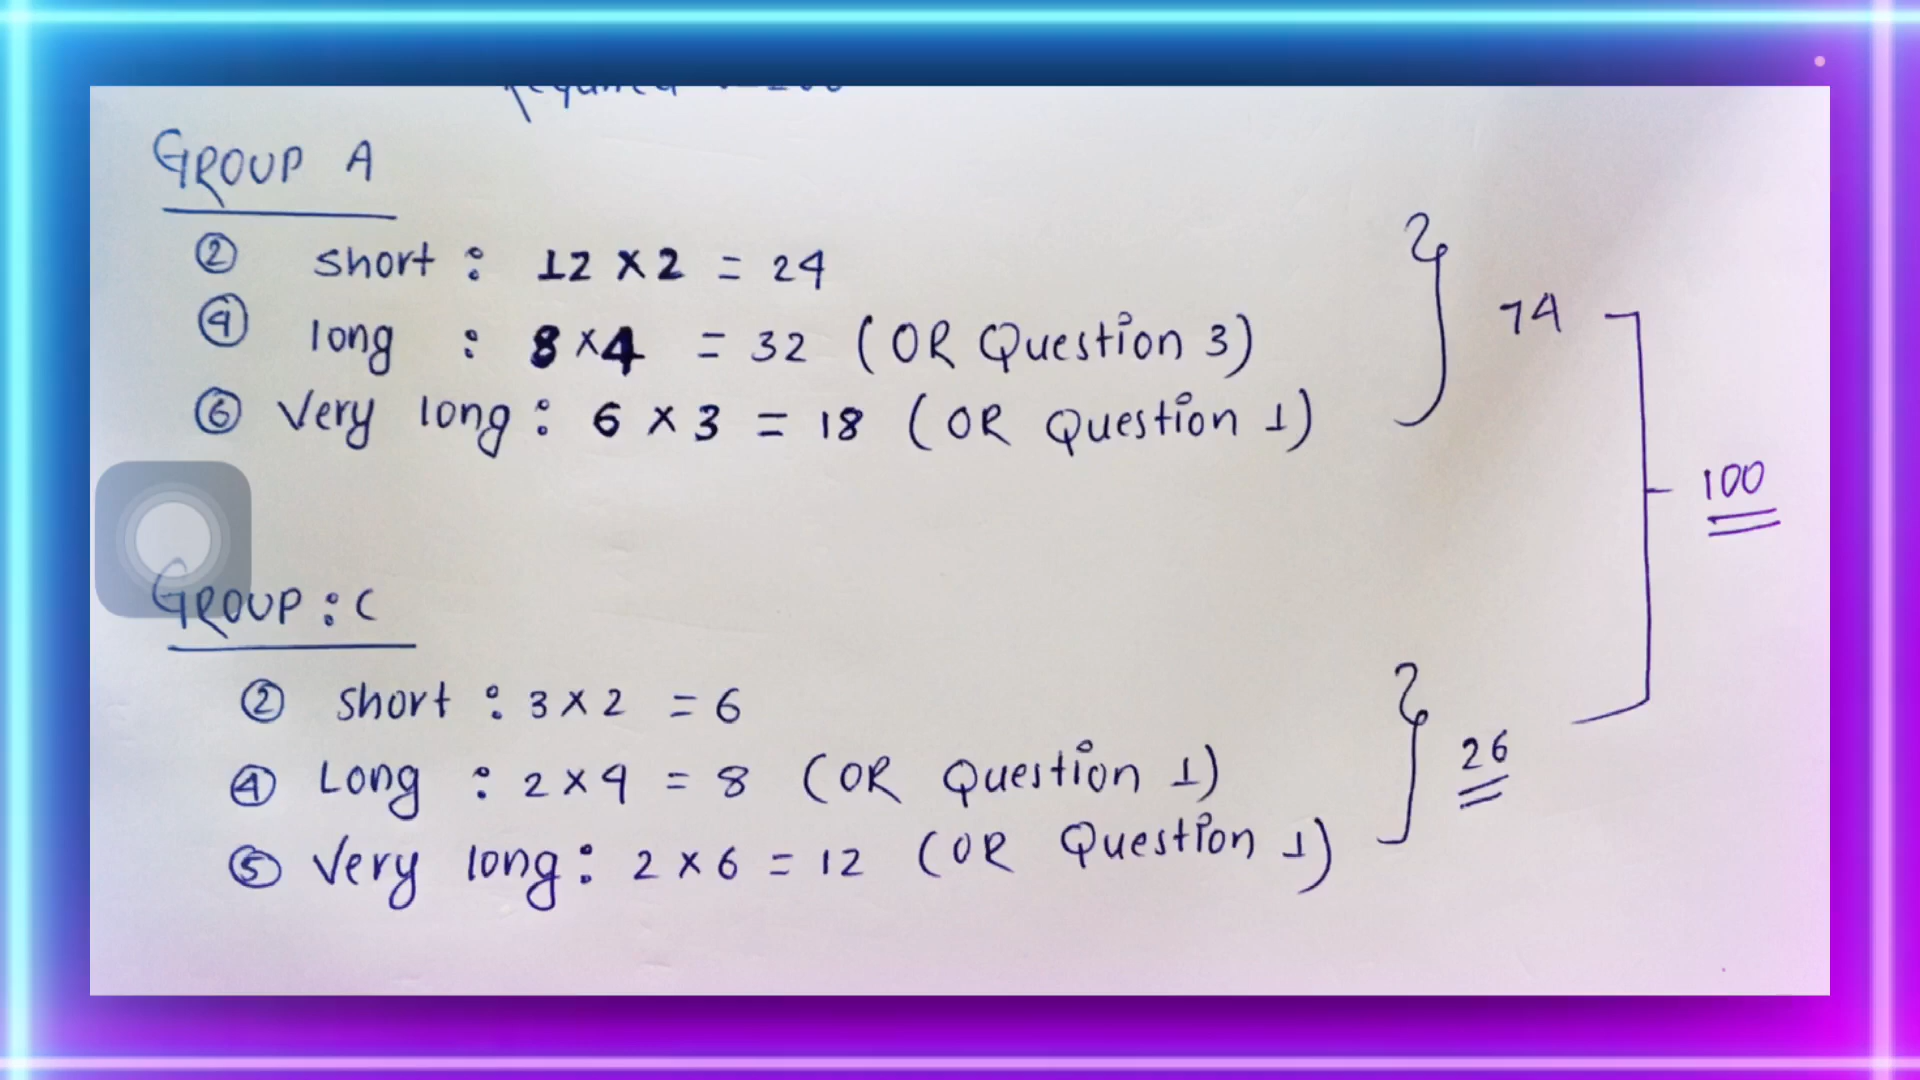 GROUP A
② short : 12 × 2 = 24
④ long : 8 × 4 = 32 (OR Question 3)
⑥ Very long : 6 × 3 = 18 (OR Question 1)
74
100
GROUP : C
② short : 3 × 2 = 6
④ Long : 2 × 4 = 8 (OR Question 1)
⑤ Very long : 2 × 6 = 12 (OR Question 1)
26